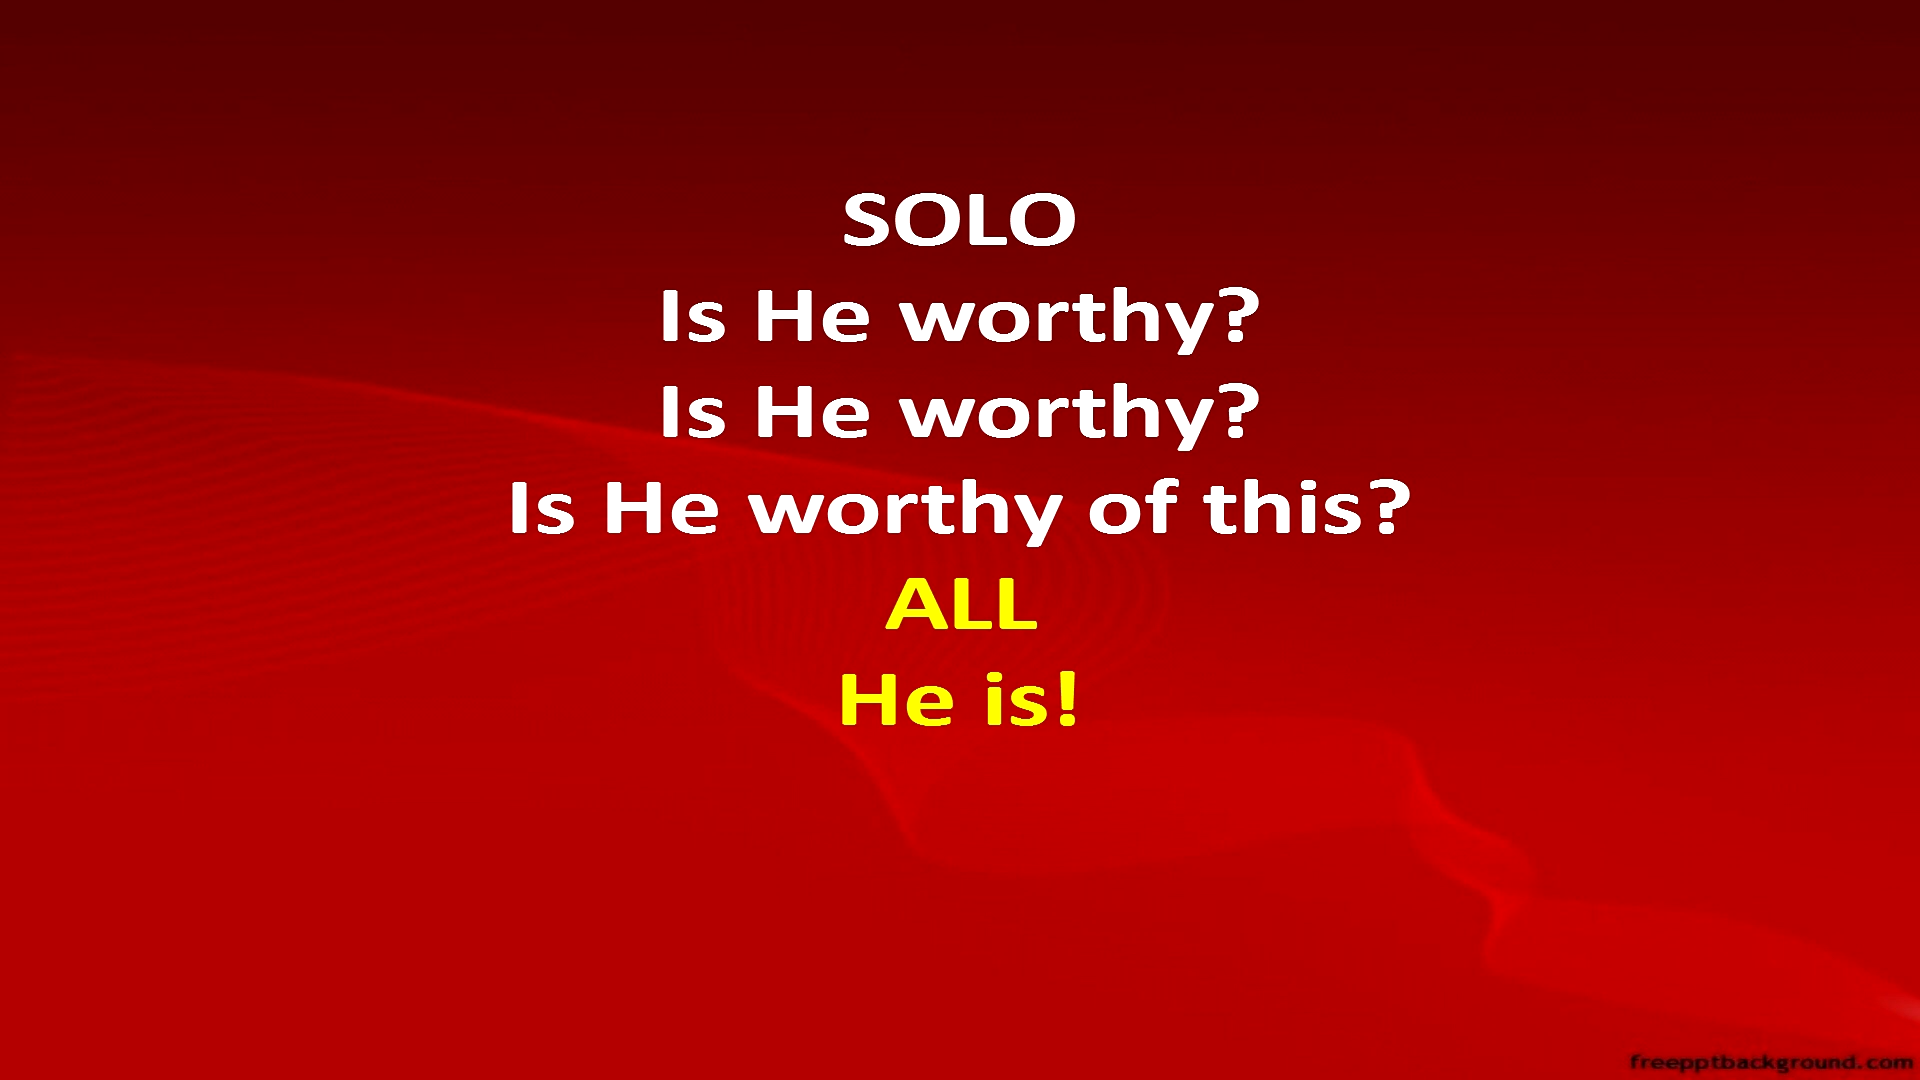 SOLO
Is He worthy?
Is He worthy?
Is He worthy of this?
ALL
He is!
freepptbackground.com